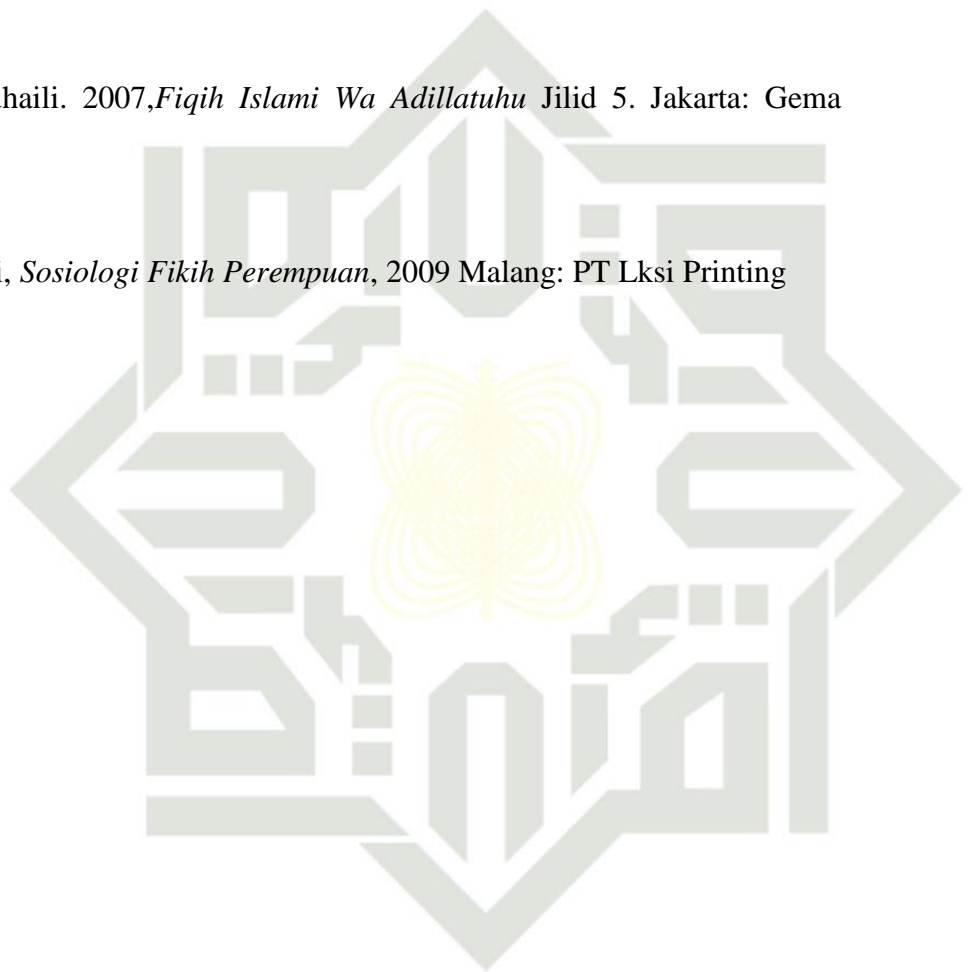 haili. 2007,Fiqih Islami Wa Adillatuhu Jilid 5. Jakarta: Gema
i, Sosiologi Fikih Perempuan, 2009 Malang: PT Lksi Printing